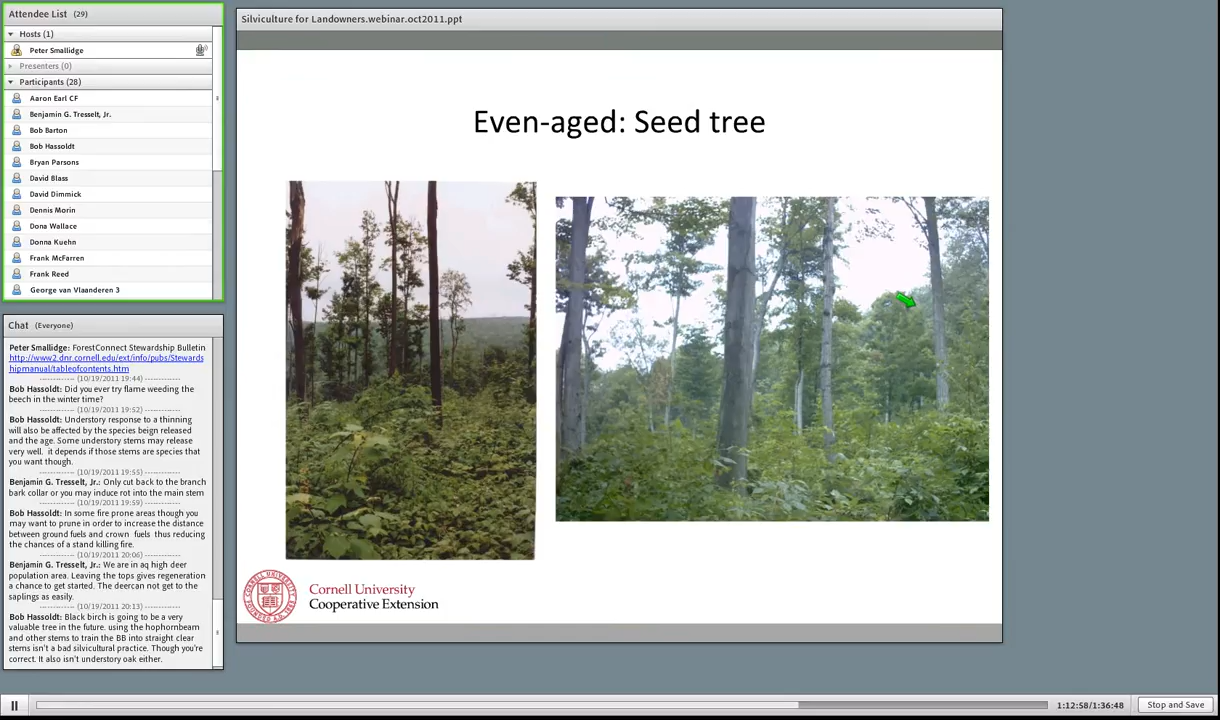 Attendee List (29)
Hosts (1)
Peter Smallidge
Presenters (0)
Participants (28)
Aaron Earl CF
Benjamin G. Tresselt, Jr.
Bob Barton
Bob Hassoldt
Bryan Parsons
David Blass
David Dimmick
Dennis Morin
Dona Wallace
Donna Kuehn
Frank McFarren
Frank Reed
George van Vlaanderen 3
Chat (Everyone)
Peter Smallidge: ForestConnect Stewardship Bulletin
http://www2.dnr.cornell.edu/ext/info/pubs/Stewards
hipmanual/tableofcontents.htm
------------ (10/19/2011 19:44) -------------
Bob Hassoldt: Did you ever try flame weeding the
beech in the winter time?
------------ (10/19/2011 19:52) -------------
Bob Hassoldt: Understory response to a thinning
will also be affected by the species beign released
and the age. Some understory stems may release
very well. it depends if those stems are species that
you want though.
------------ (10/19/2011 19:55) -------------
Benjamin G. Tresselt, Jr.: Only cut back to the branch
bark collar or you may induce rot into the main stem
------------ (10/19/2011 19:59) -------------
Bob Hassoldt: In some fire prone areas though you
may want to prune in order to increase the distance
between ground fuels and crown fuels thus reducing
the chances of a stand killing fire.
------------ (10/19/2011 20:06) -------------
Benjamin G. Tresselt, Jr.: We are in aq high deer
population area. Leaving the tops gives regeneration
a chance to get started. The deercan not get to the
saplings as easily.
------------ (10/19/2011 20:13) -------------
Bob Hassoldt: Black birch is going to be a very
valuable tree in the future. using the hophornbeam
and other stems to train the BB into straight clear
stems isn't a bad silvicultural practice. Though you're
correct. It also isn't understory oak either.
Silviculture for Landowners.webinar.oct2011.ppt
Even-aged: Seed tree
Cornell University
Cooperative Extension
1:12:58/1:36:48
Stop and Save